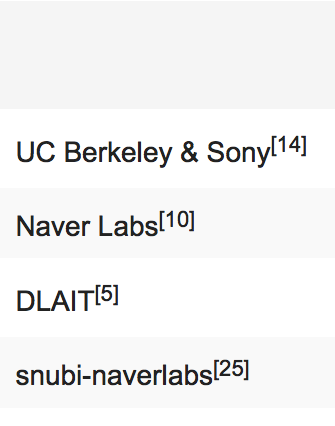 UC Berkeley & Sony[14]
Naver Labs[10]
DLAIT[5]
snubi-naverlabs[25]